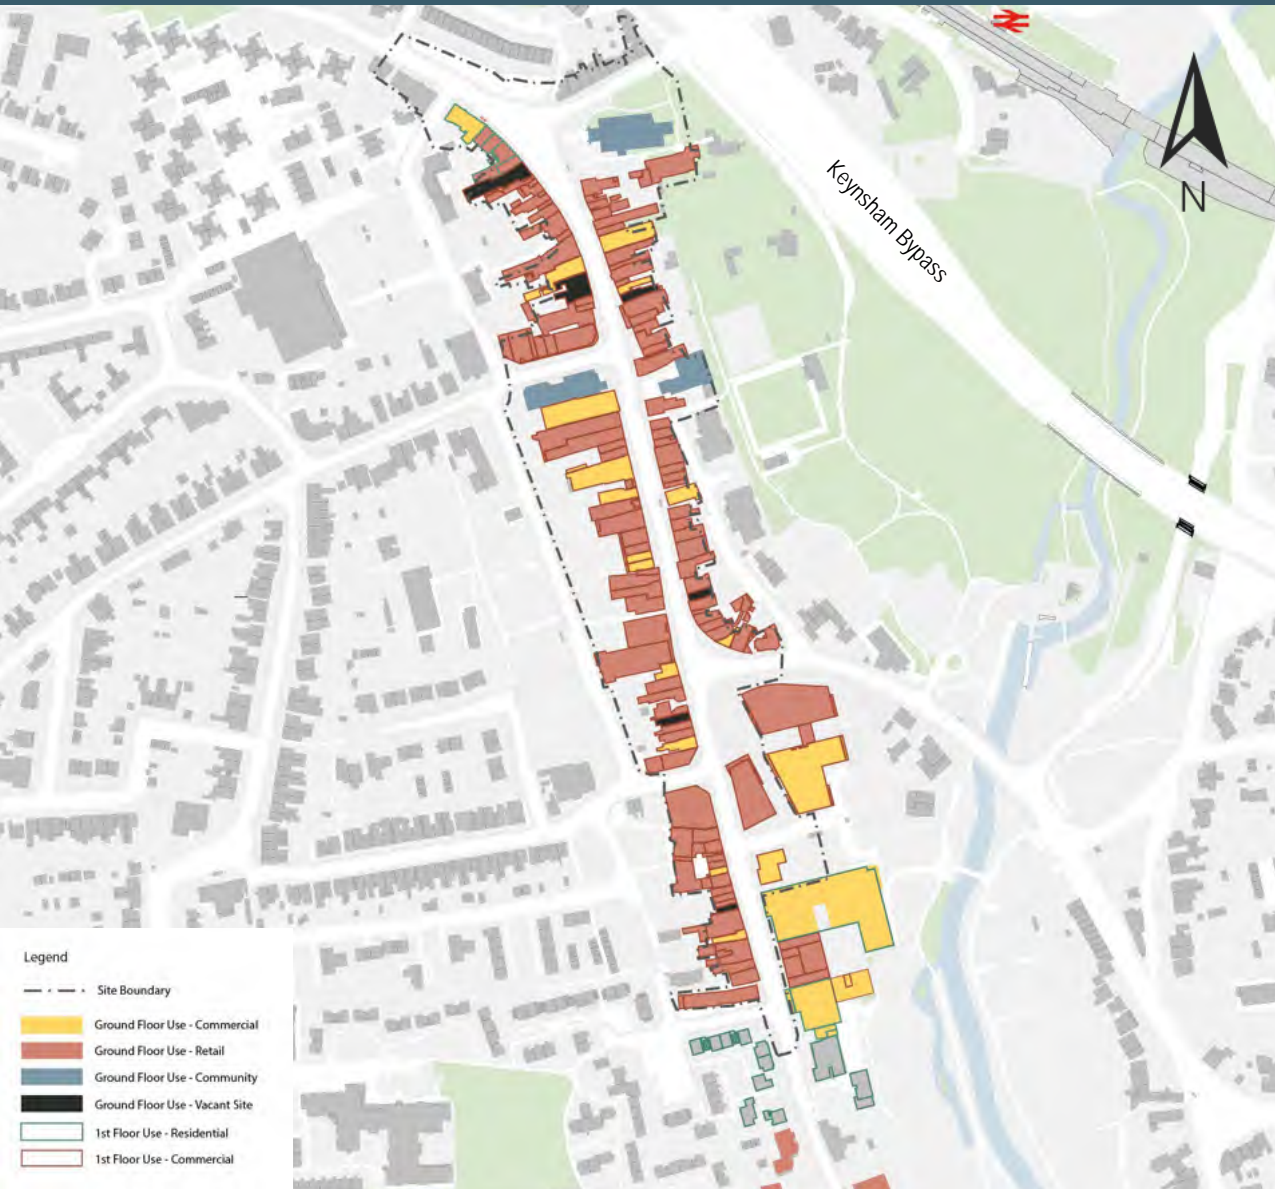 Keynsham Bypass
N
Legend
Site Boundary
Ground Floor Use - Commercial
Ground Floor Use - Retail
Ground Floor Use - Community
Ground Floor Use - Vacant Site
1st Floor Use - Residential
1st Floor Use - Commercial